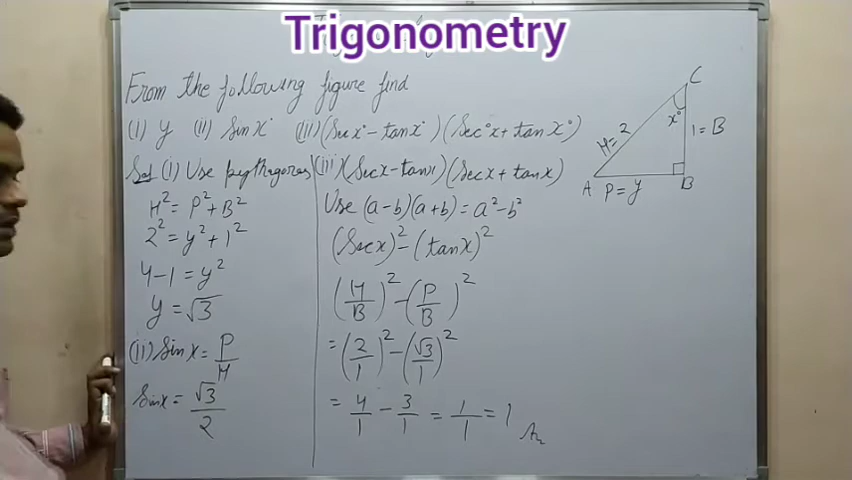 Trigonometry
From the following figure find
(i) y (ii) Sin x° (iii) (Sec x° - tan x°) (Sec°x + tan x°)
Sol (i) Use pythagoras
H² = P² + B²
2² = y² + 1²
4 - 1 = y²
y = √3
(ii) Sin x = P/H
Sin x = √3/2
(iii) (Sec x - tan x) (Sec x + tan x)
Use (a - b) (a + b) = a² - b²
(Sec x)² - (tan x)²
(H/B)² - (P/B)²
= (2/1)² - (√3/1)²
= 4/1 - 3/1 = 1/1 = 1
C
x°
H = 2
1 = B
A P = y B